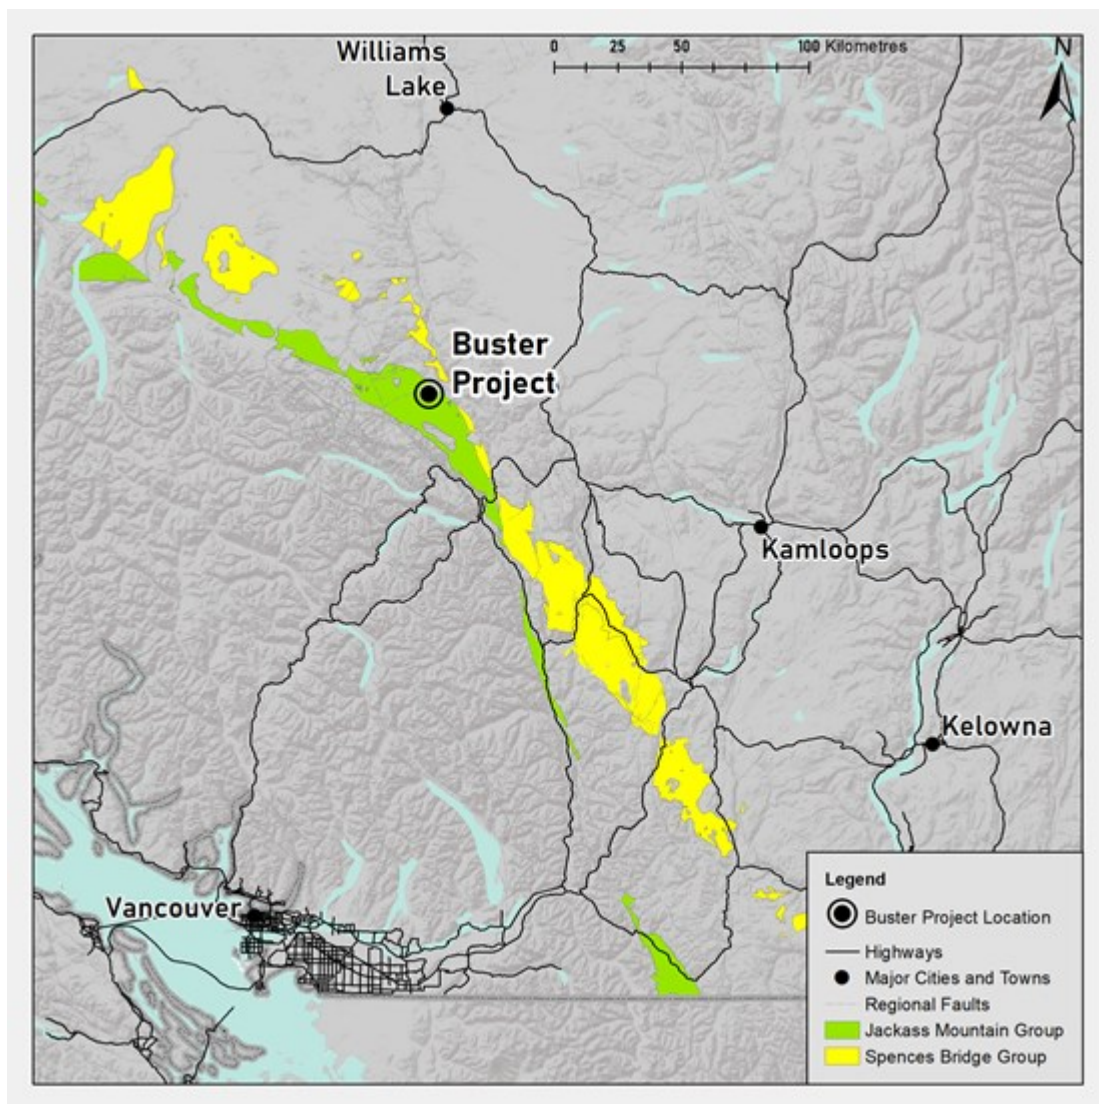 Williams
Lake
0 25 50 100 Kilometres
N
Buster
Project
Kamloops
Kelowna
Vancouver
Legend
Buster Project Location
Highways
Major Cities and Towns
Regional Faults
Jackass Mountain Group
Spences Bridge Group